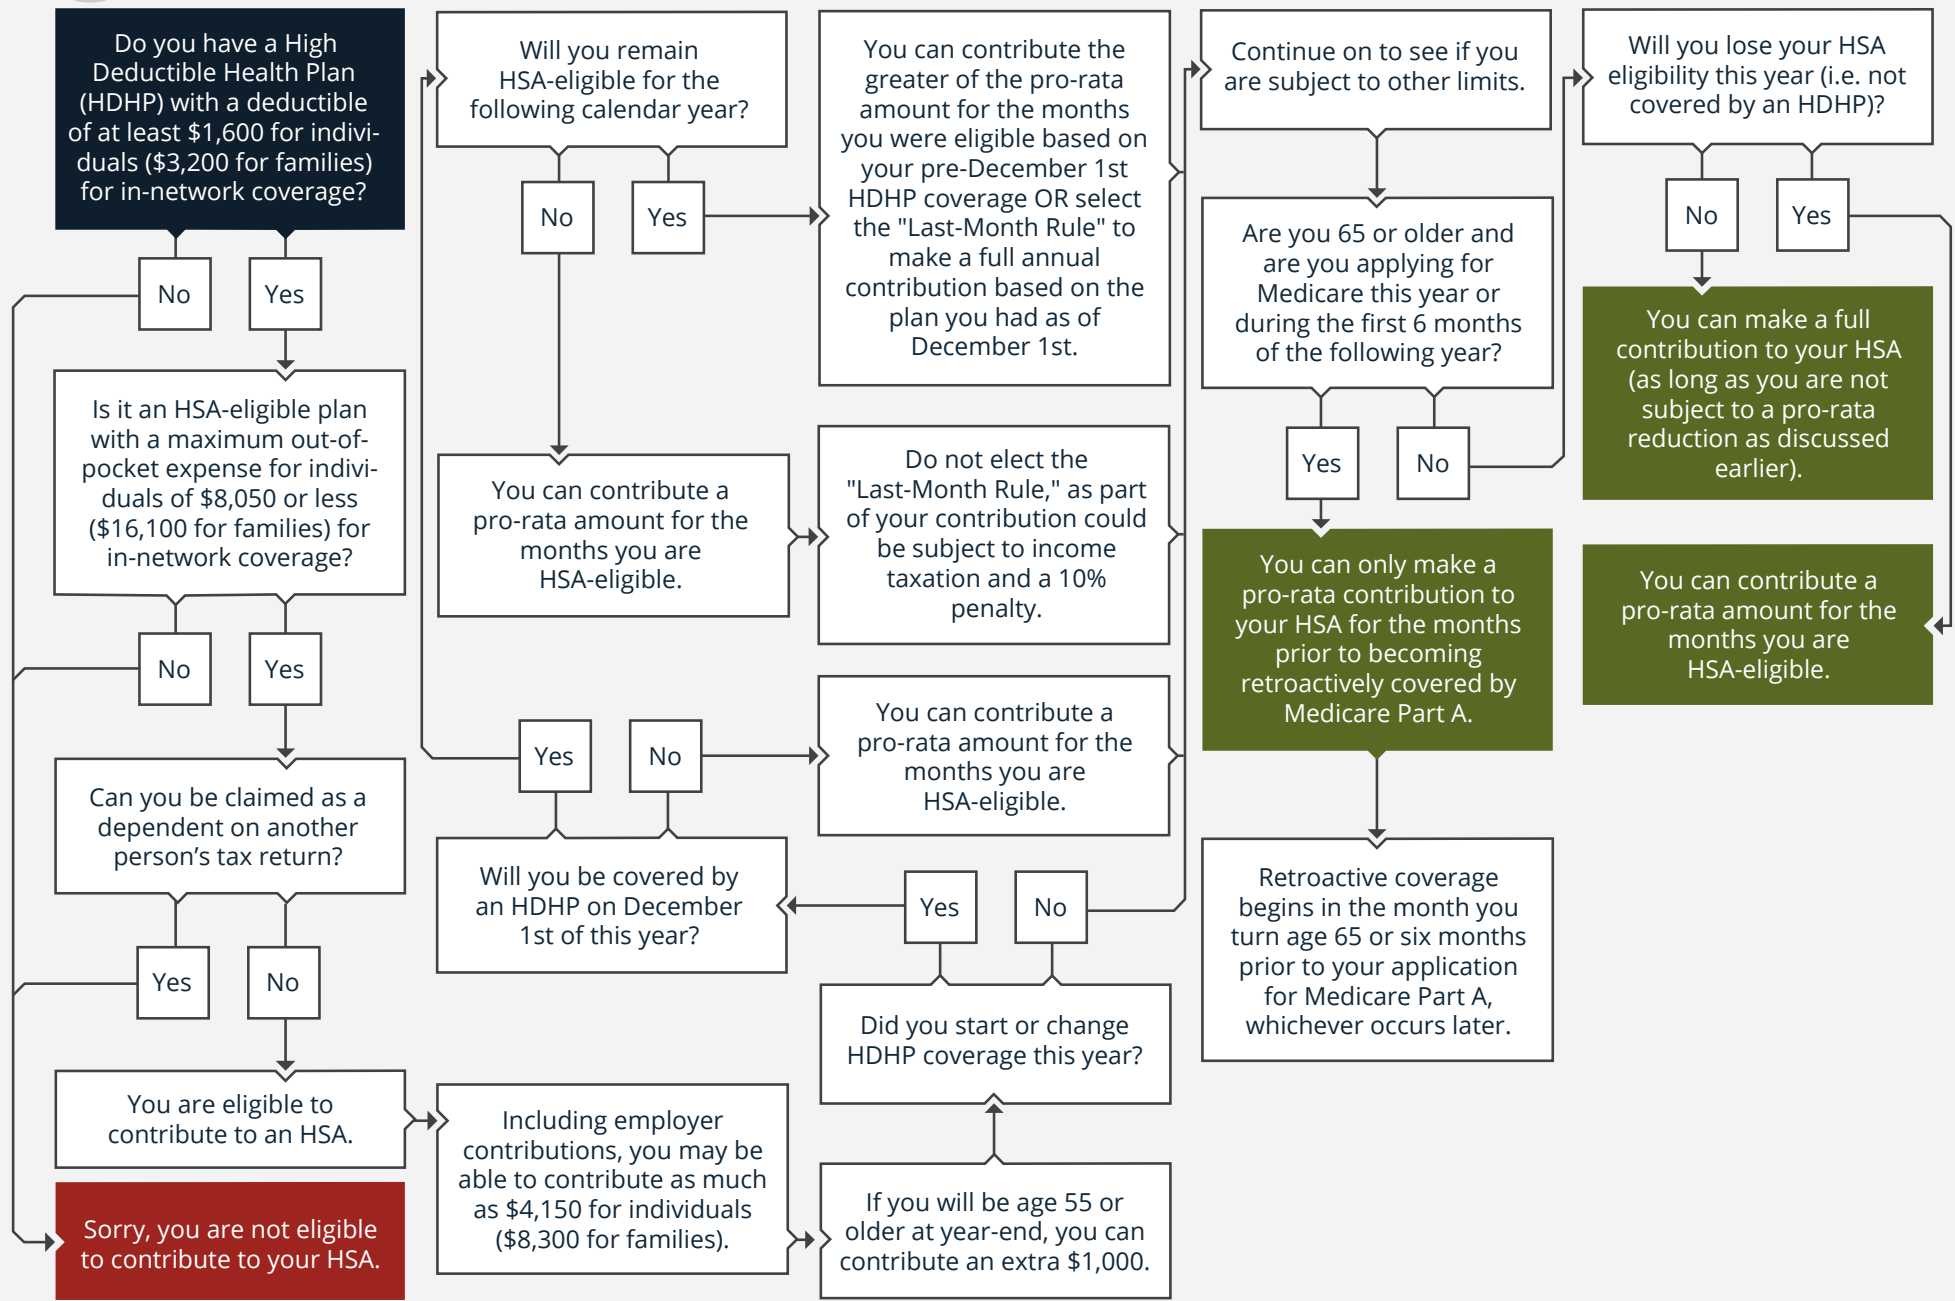 Do you have a High
Deductible Health Plan
(HDHP) with a deductible
of at least $1,600 for indivi-
duals ($3,200 for families)
for in-network coverage?
No
Yes
Is it an HSA-eligible plan
with a maximum out-of-
pocket expense for indivi-
duals of $8,050 or less
($16,100 for families) for
in-network coverage?
No
Yes
Can you be claimed as a
dependent on another
person’s tax return?
Yes
No
You are eligible to
contribute to an HSA.
Sorry, you are not eligible
to contribute to your HSA.
Including employer
contributions, you may be
able to contribute as much
as $4,150 for individuals
($8,300 for families).
If you will be age 55 or
older at year-end, you can
contribute an extra $1,000.
Did you start or change
HDHP coverage this year?
Yes
No
Will you be covered by
an HDHP on December
1st of this year?
Yes
No
You can contribute a
pro-rata amount for the
months you are
HSA-eligible.
Will you remain
HSA-eligible for the
following calendar year?
No
Yes
You can contribute a
pro-rata amount for the
months you are
HSA-eligible.
Do not elect the
"Last-Month Rule," as part
of your contribution could
be subject to income
taxation and a 10%
penalty.
You can contribute the
greater of the pro-rata
amount for the months
you were eligible based on
your pre-December 1st
HDHP coverage OR select
the "Last-Month Rule" to
make a full annual
contribution based on the
plan you had as of
December 1st.
Continue on to see if you
are subject to other limits.
Are you 65 or older and
are you applying for
Medicare this year or
during the first 6 months
of the following year?
Yes
No
You can only make a
pro-rata contribution to
your HSA for the months
prior to becoming
retroactively covered by
Medicare Part A.
Retroactive coverage
begins in the month you
turn age 65 or six months
prior to your application
for Medicare Part A,
whichever occurs later.
Will you lose your HSA
eligibility this year (i.e. not
covered by an HDHP)?
No
Yes
You can make a full
contribution to your HSA
(as long as you are not
subject to a pro-rata
reduction as discussed
earlier).
You can contribute a
pro-rata amount for the
months you are
HSA-eligible.